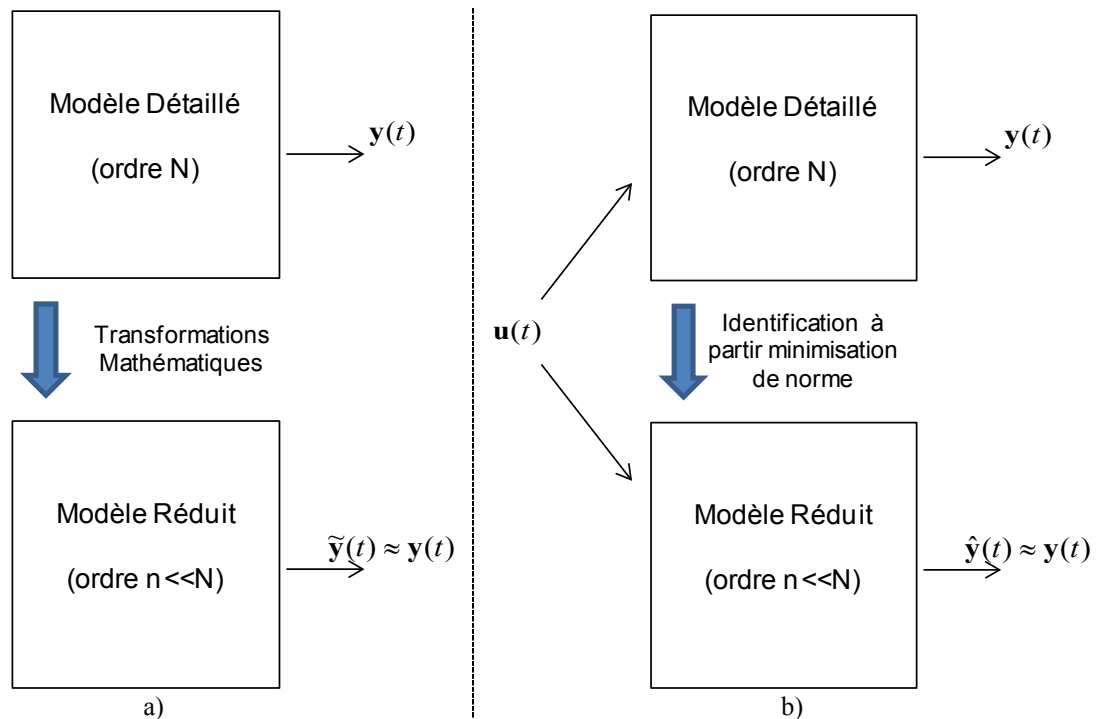 Modèle Détaillé
(ordre N)
y(t)
Transformations
Mathématiques
Modèle Réduit
(ordre n <<N)
ỹ(t) ≈ y(t)
a)
Modèle Détaillé
(ordre N)
y(t)
u(t)
Identification à
partir minimisation
de norme
Modèle Réduit
(ordre n <<N)
ŷ(t) ≈ y(t)
b)